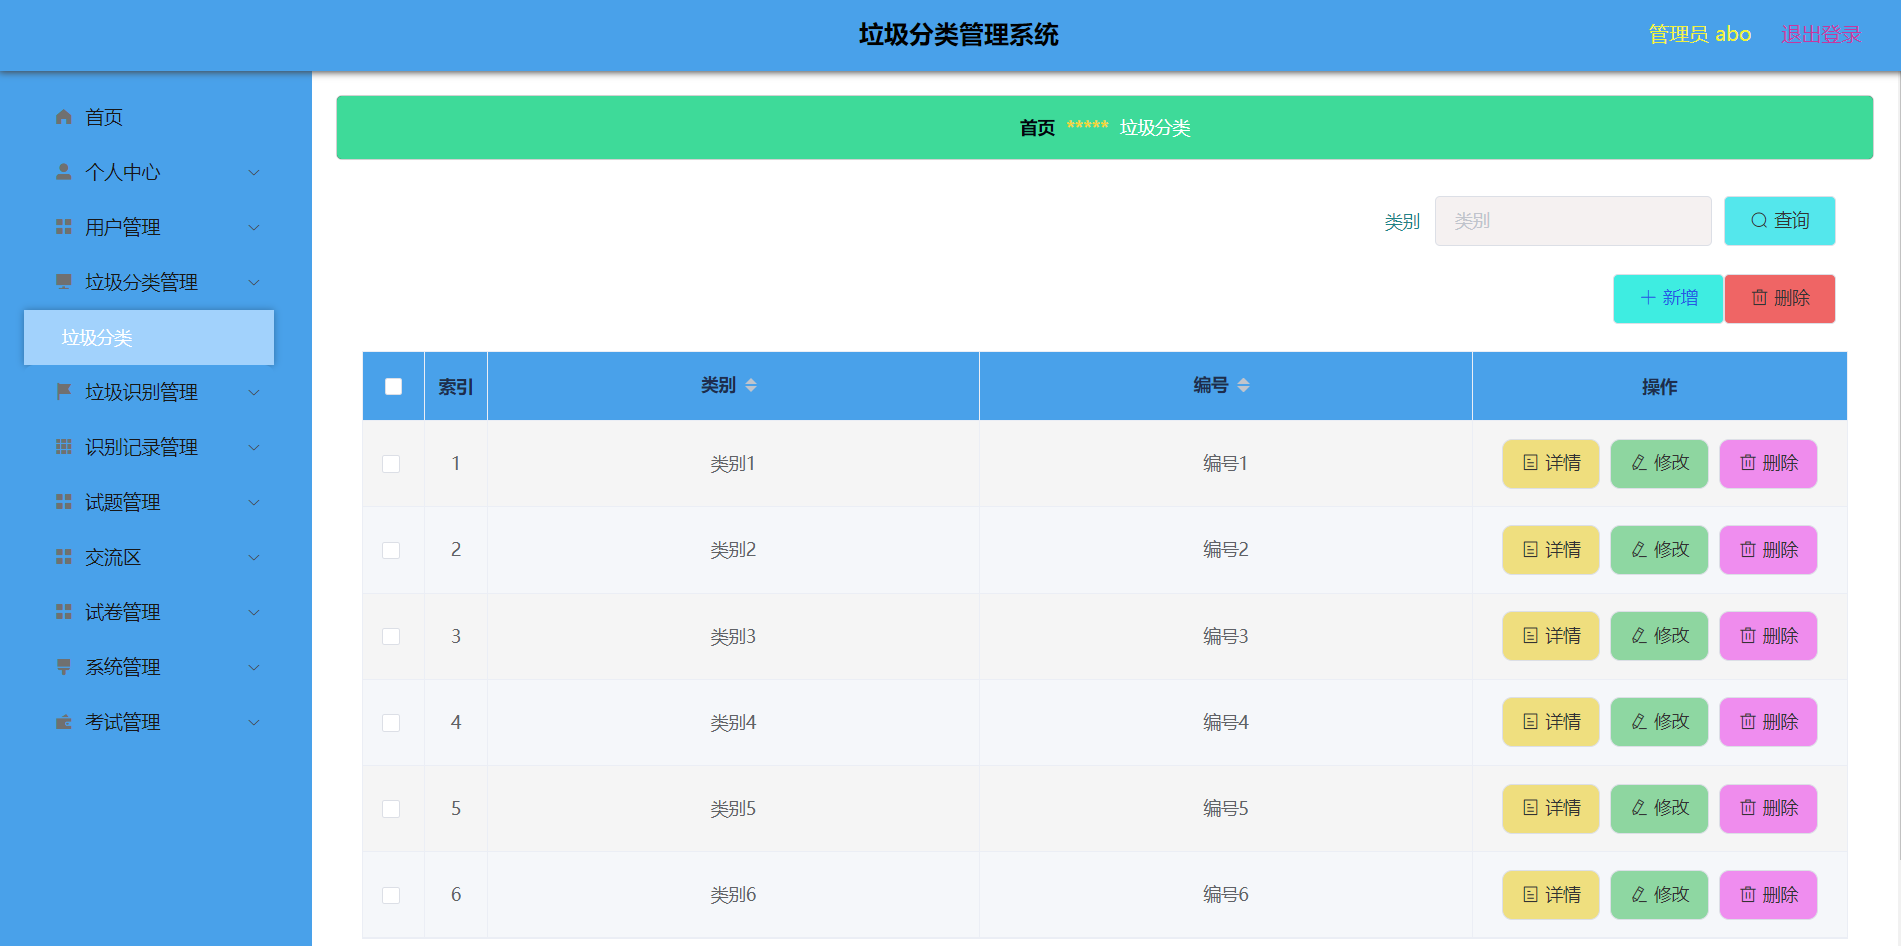 垃圾分类管理系统
管理员 abo 退出登录
首页
个人中心
用户管理
垃圾分类管理
垃圾分类
垃圾识别管理
识别记录管理
试题管理
交流区
试卷管理
系统管理
考试管理
首页 ***** 垃圾分类
类别 类别 查询
新增 删除
索引 类别 编号 操作
1 类别1 编号1 详情 修改 删除
2 类别2 编号2 详情 修改 删除
3 类别3 编号3 详情 修改 删除
4 类别4 编号4 详情 修改 删除
5 类别5 编号5 详情 修改 删除
6 类别6 编号6 详情 修改 删除